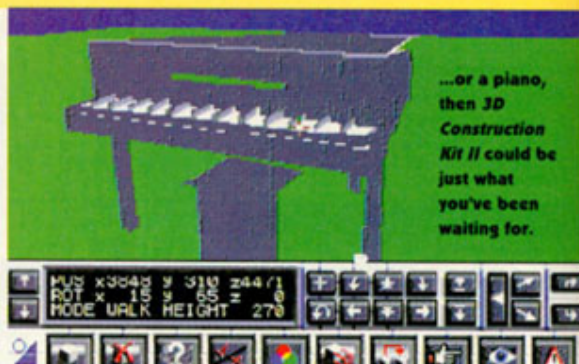 ...or a piano,
then 3D
Construction
Kit II could be
just what
you've been
waiting for.
POS x3848 y 310 z4471
ROT x 15 y 65 z 0
MODE WALK HEIGHT 270